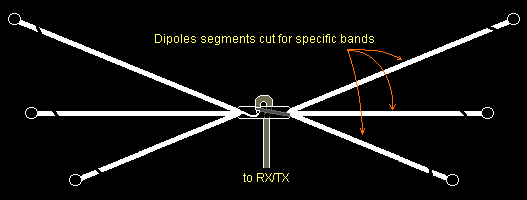 Dipoles segments cut for specific bands
to RX/TX